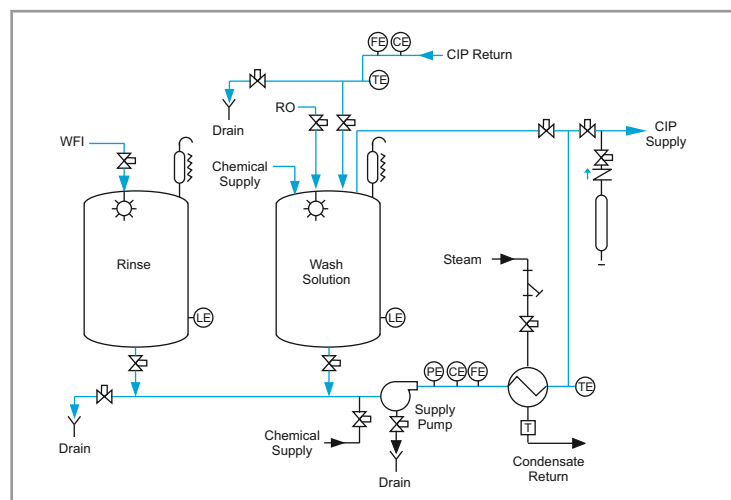 FE
CE
CIP Return
TE
Drain
RO
WFI
CIP
Supply
Chemical
Supply
Steam
Rinse
Wash
Solution
LE
LE
PE
CE
FE
TE
Supply
Pump
T
Drain
Chemical
Supply
Drain
Condensate
Return